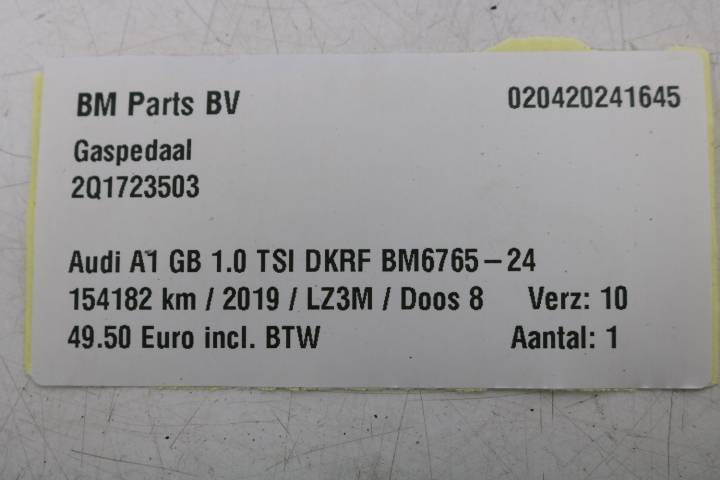 BM Parts BV 020420241645
Gaspedaal
2Q1723503
Audi A1 GB 1.0 TSI DKRF BM6765-24
154182 km / 2019 / LZ3M / Doos 8 Verz: 10
49.50 Euro incl. BTW Aantal: 1